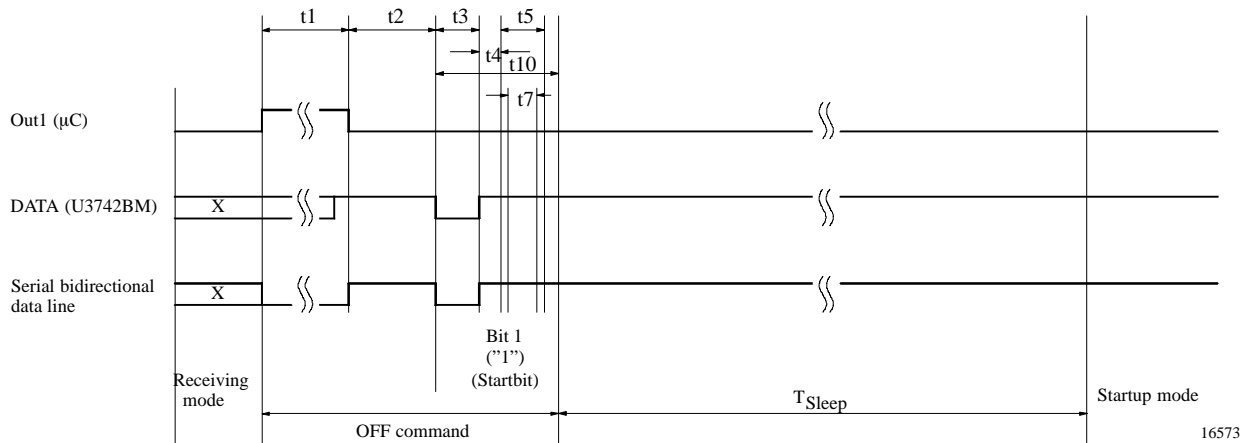 t1 t2 t3 t5
t4
t10
t7
Out1 (μC)
DATA (U3742BM)
X
Serial bidirectional
data line
X
Bit 1
(”1”)
(Startbit)
Receiving
mode
TSleep
Startup mode
OFF command
16573